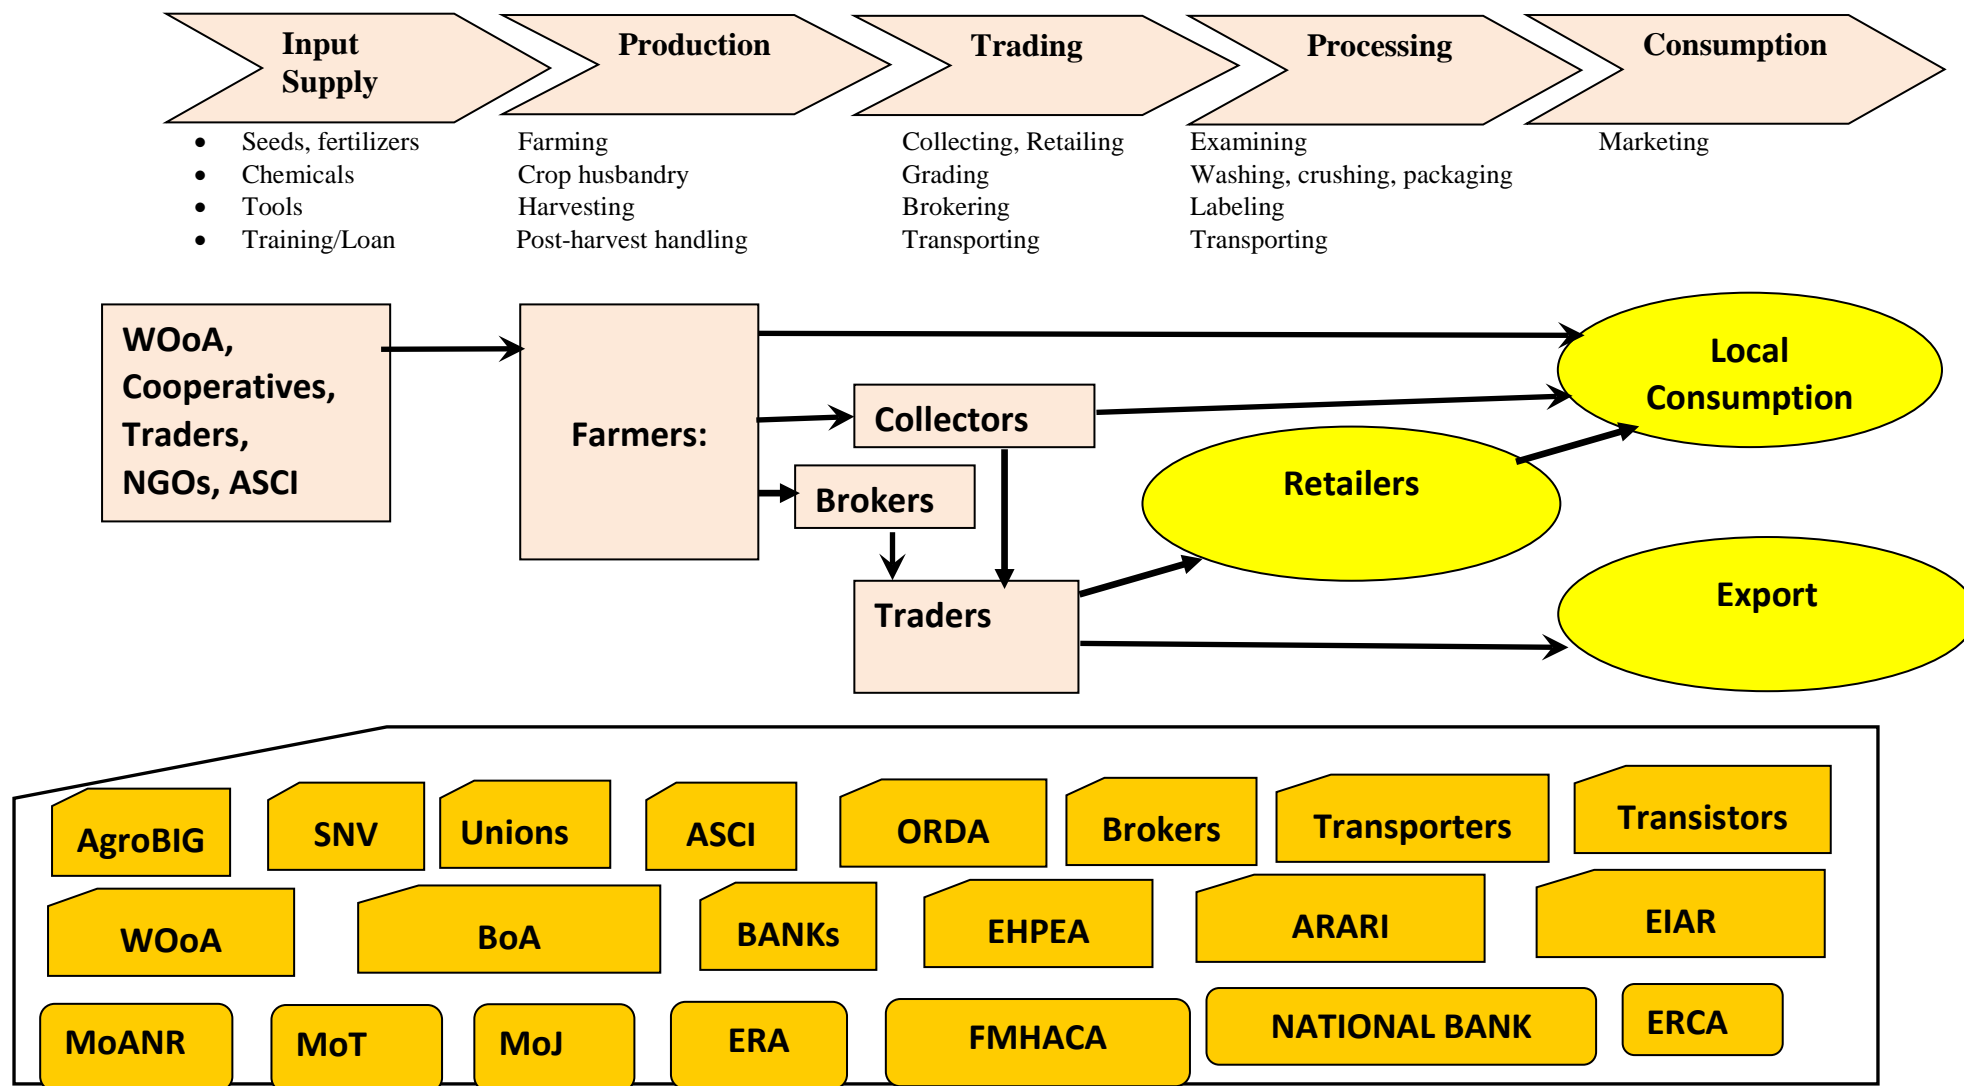 Input
Supply
Production
Trading
Processing
Consumption
• Seeds, fertilizers
• Chemicals
• Tools
• Training/Loan
Farming
Crop husbandry
Harvesting
Post-harvest handling
Collecting, Retailing
Grading
Brokering
Transporting
Examining
Washing, crushing, packaging
Labeling
Transporting
Marketing
WOoA,
Cooperatives,
Traders,
NGOs, ASCI
Farmers:
Collectors
Brokers
Traders
Retailers
Local
Consumption
Export
AgroBIG
SNV
Unions
ASCI
ORDA
Brokers
Transporters
Transistors
WOoA
BoA
BANKs
EHPEA
ARARI
EIAR
MoANR
MoT
MoJ
ERA
FMHACA
NATIONAL BANK
ERCA